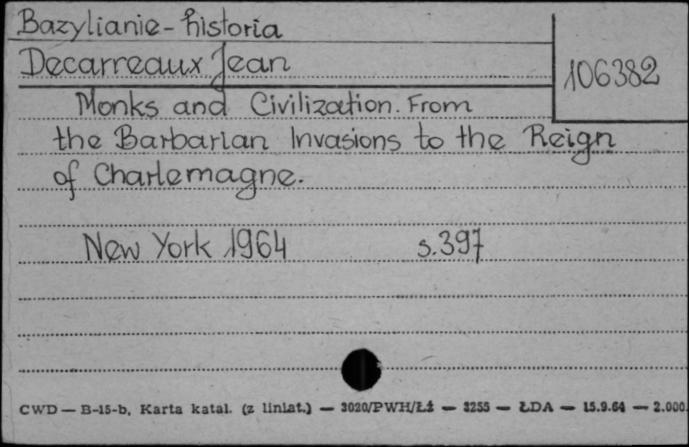 Bazylianie - historia
Decarreaux Jean
106382
Monks and Civilization. From
the Barbarian Invasions to the Reign
of Charlemagne.
New York 1964 s.397
CWD — B-15-b, Karta katal. (z liniat.) — 3020/PWH/Łż — 3255 — ŁDA — 15.9.64 — 2.000.